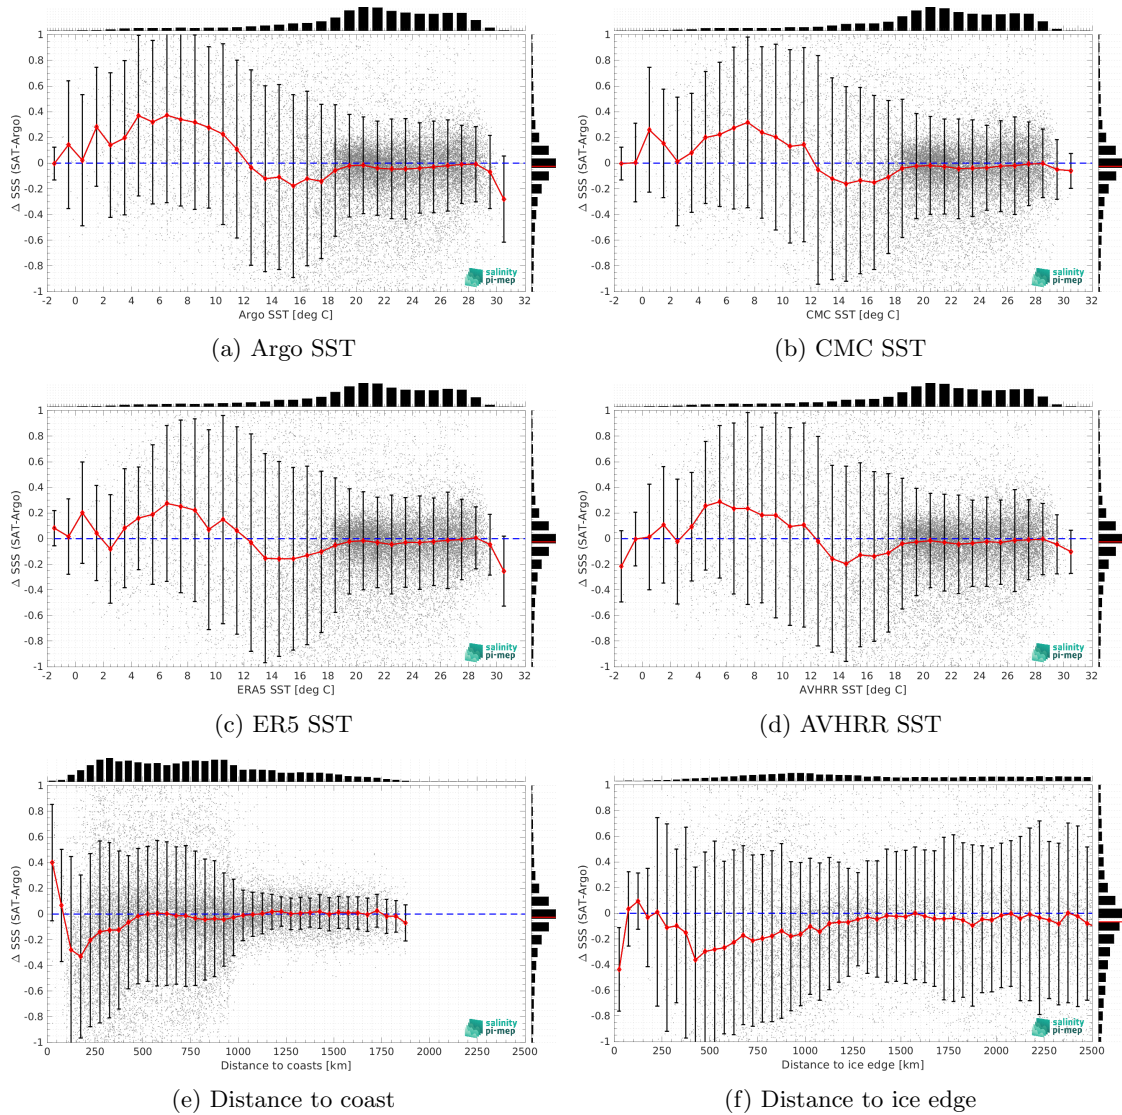 1
0.8
0.6
0.4
0.2
0
-0.2
-0.4
-0.6
-0.8
-1
Δ SSS (SAT-Argo)
salinity
pi-mep
-2 0 2 4 6 8 10 12 14 16 18 20 22 24 26 28 30 32
Argo SST [deg C]
(a) Argo SST
1
0.8
0.6
0.4
0.2
0
-0.2
-0.4
-0.6
-0.8
-1
Δ SSS (SAT-Argo)
salinity
pi-mep
-2 0 2 4 6 8 10 12 14 16 18 20 22 24 26 28 30 32
CMC SST [deg C]
(b) CMC SST
1
0.8
0.6
0.4
0.2
0
-0.2
-0.4
-0.6
-0.8
-1
Δ SSS (SAT-Argo)
salinity
pi-mep
-2 0 2 4 6 8 10 12 14 16 18 20 22 24 26 28 30 32
ERA5 SST [deg C]
(c) ER5 SST
1
0.8
0.6
0.4
0.2
0
-0.2
-0.4
-0.6
-0.8
-1
Δ SSS (SAT-Argo)
salinity
pi-mep
-2 0 2 4 6 8 10 12 14 16 18 20 22 24 26 28 30 32
AVHRR SST [deg C]
(d) AVHRR SST
1
0.8
0.6
0.4
0.2
0
-0.2
-0.4
-0.6
-0.8
-1
Δ SSS (SAT-Argo)
salinity
pi-mep
0 250 500 750 1000 1250 1500 1750 2000 2250 2500
Distance to coasts [km]
(e) Distance to coast
1
0.8
0.6
0.4
0.2
0
-0.2
-0.4
-0.6
-0.8
-1
Δ SSS (SAT-Argo)
salinity
pi-mep
0 250 500 750 1000 1250 1500 1750 2000 2250 2500
Distance to ice edge [km]
(f) Distance to ice edge